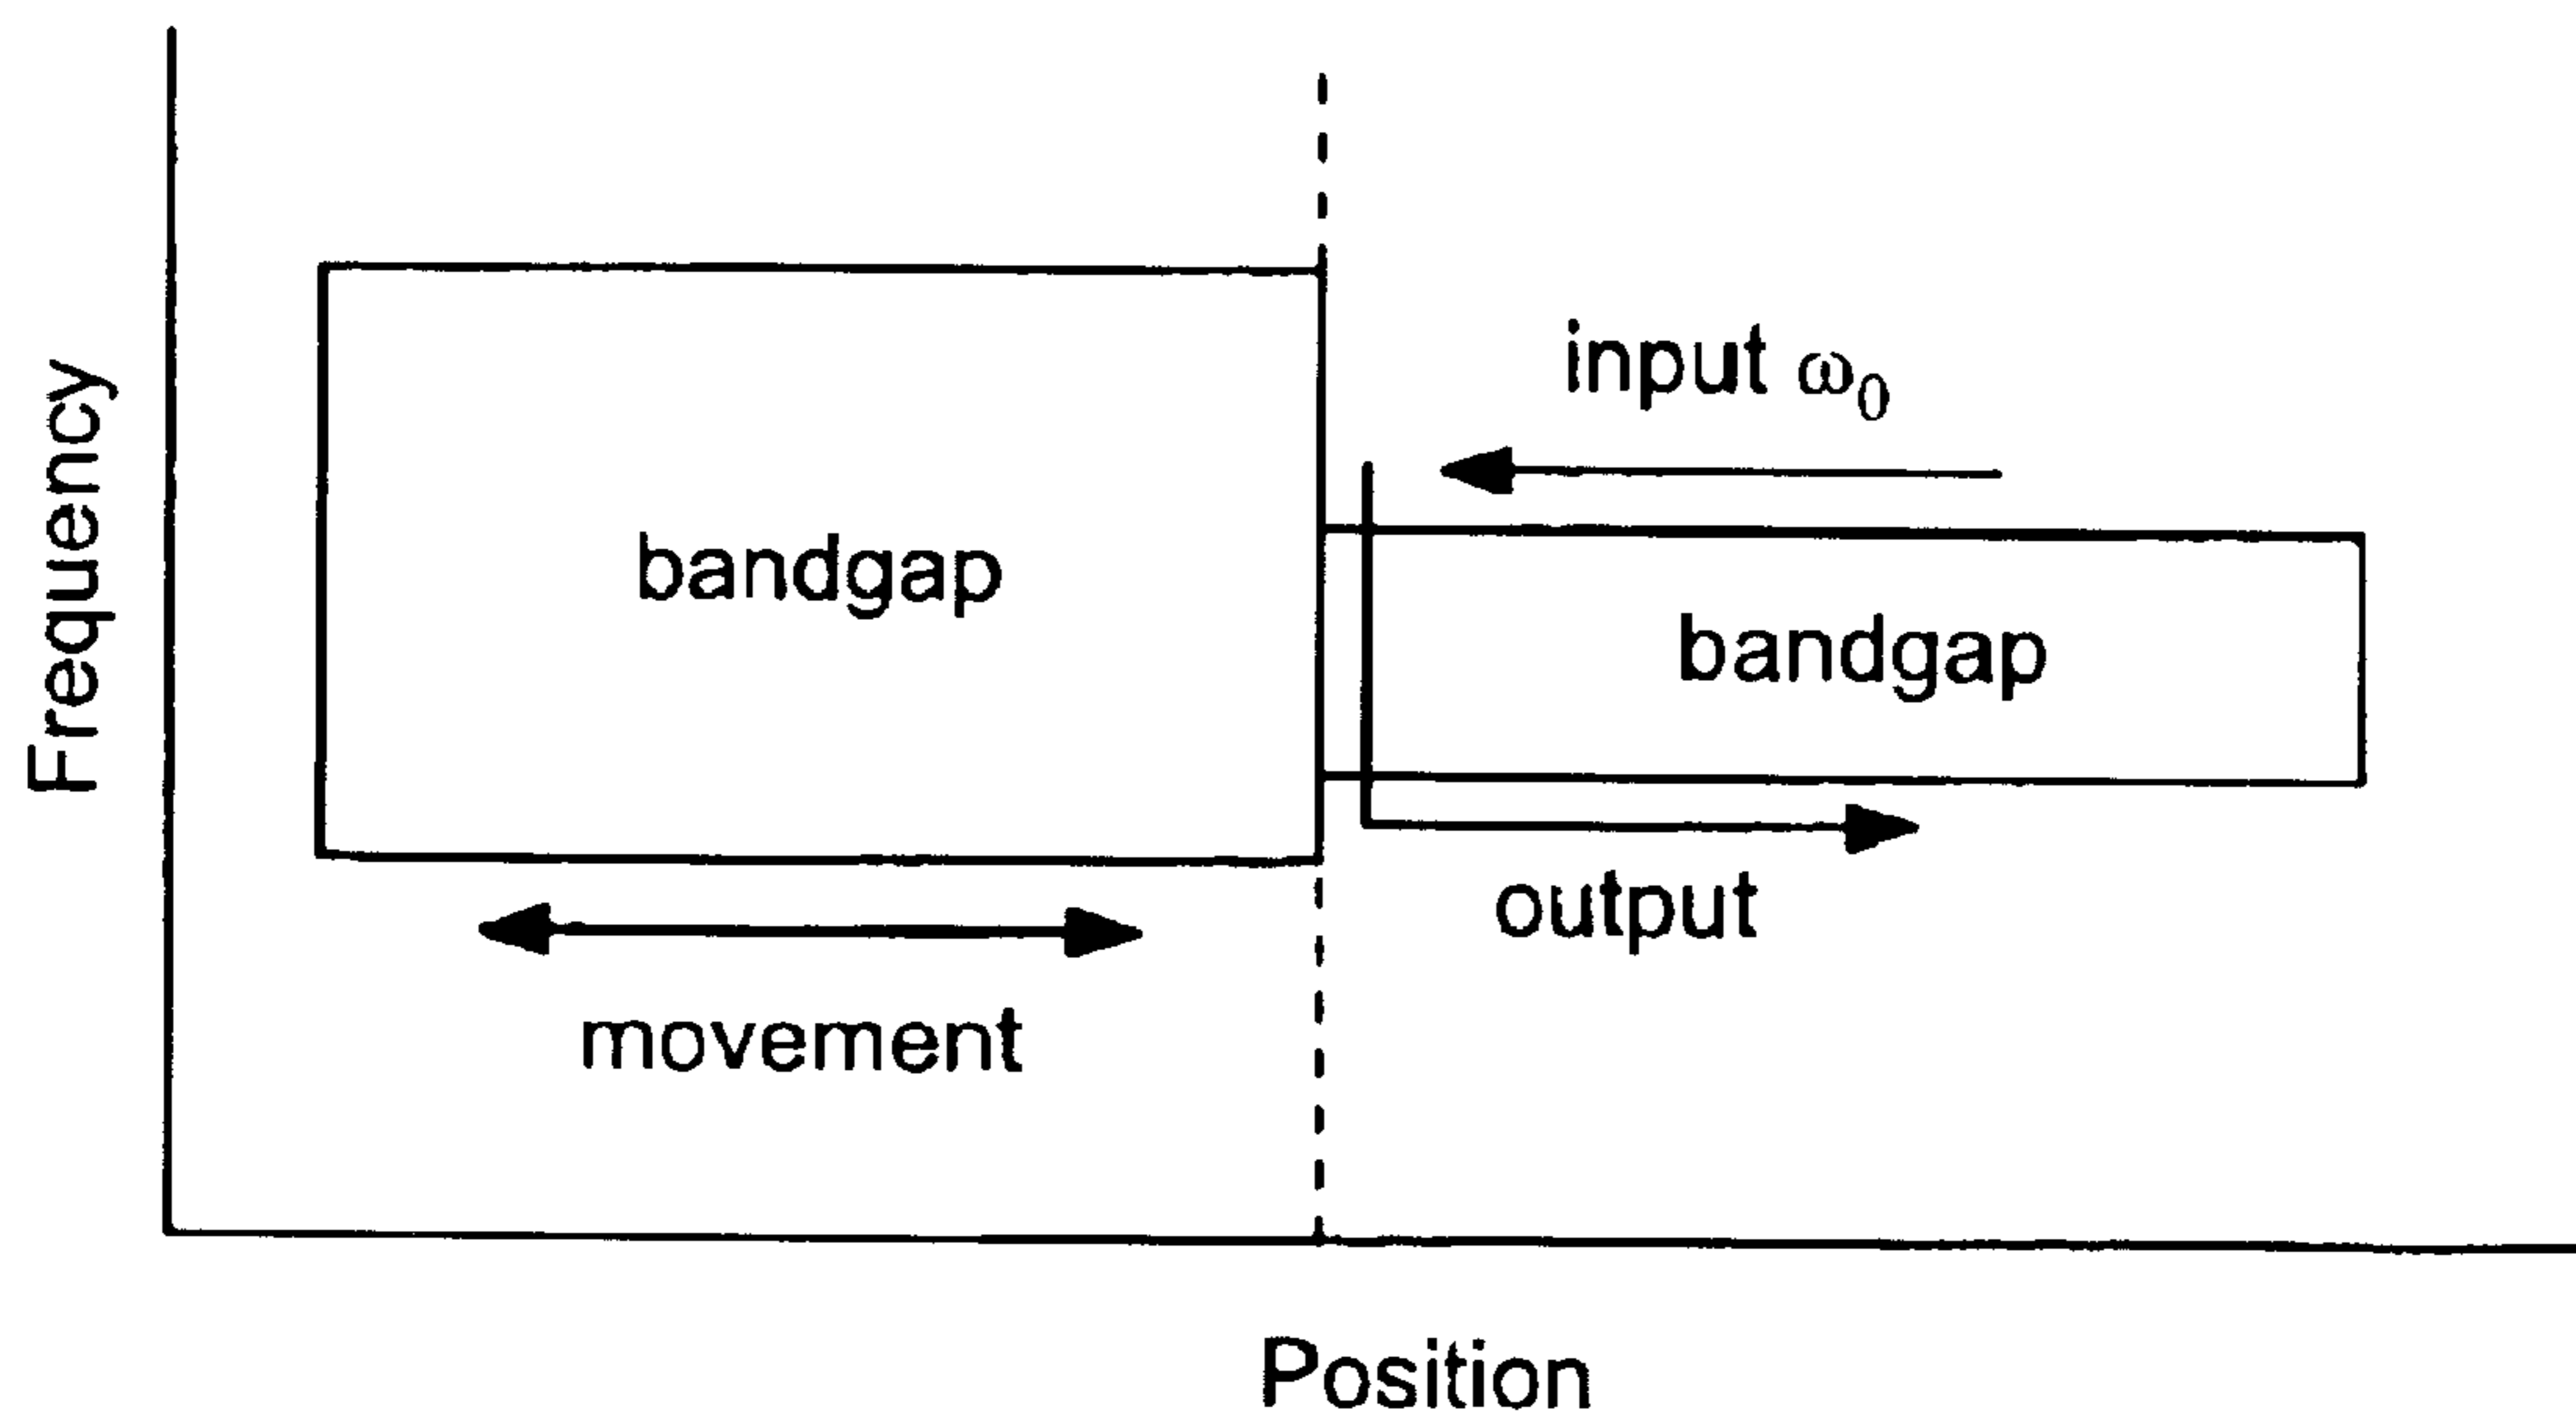 Frequency
input ω₀
bandgap
bandgap
output
movement
Position